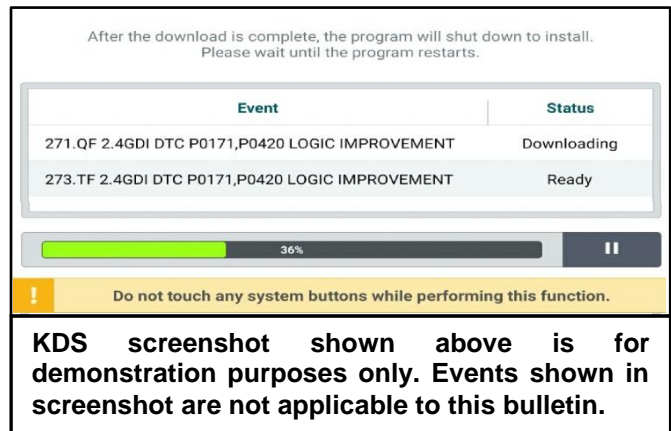 After the download is complete, the program will shut down to install.
Please wait until the program restarts.
Event Status
271.QF 2.4GDI DTC P0171,P0420 LOGIC IMPROVEMENT Downloading
273.TF 2.4GDI DTC P0171,P0420 LOGIC IMPROVEMENT Ready
36%
! Do not touch any system buttons while performing this function.
KDS screenshot shown above is for
demonstration purposes only. Events shown in
screenshot are not applicable to this bulletin.